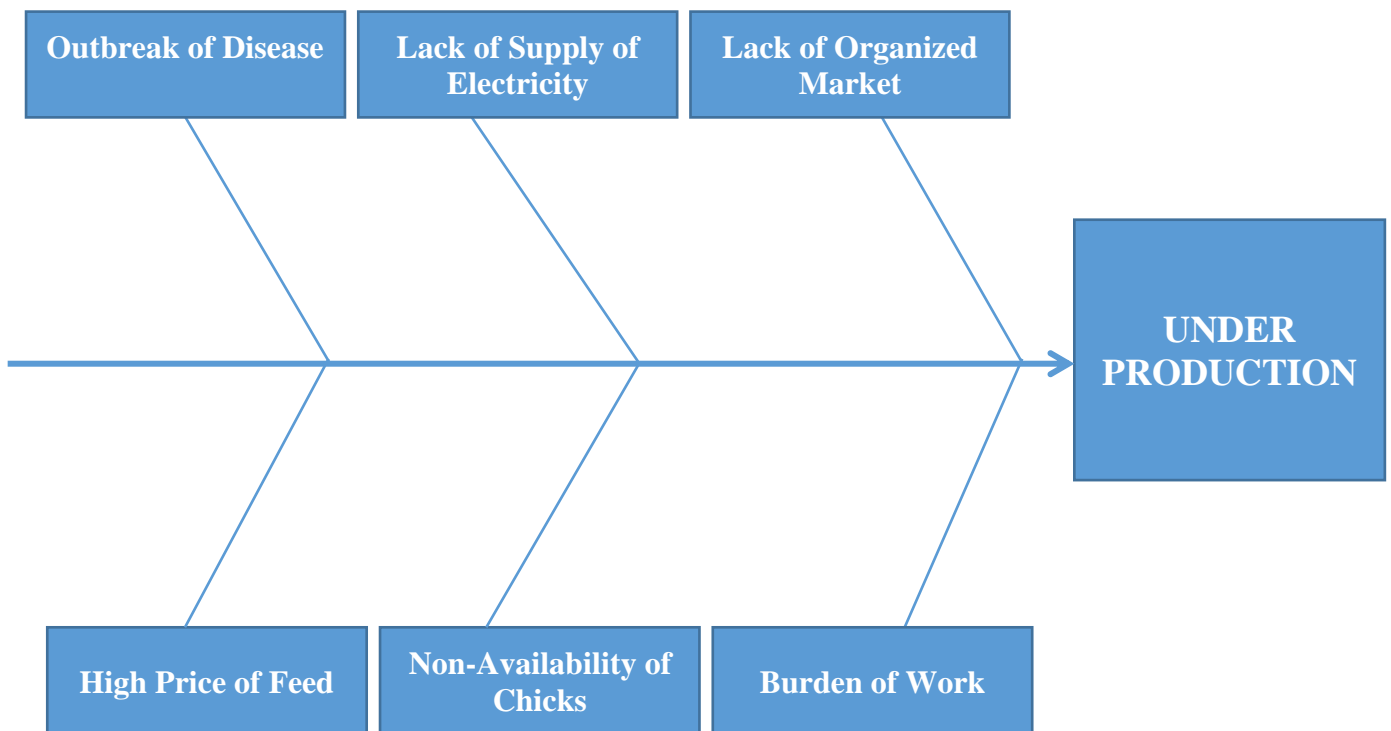 Outbreak of Disease
Lack of Supply of
Electricity
Lack of Organized
Market
UNDER
PRODUCTION
High Price of Feed
Non-Availability of
Chicks
Burden of Work